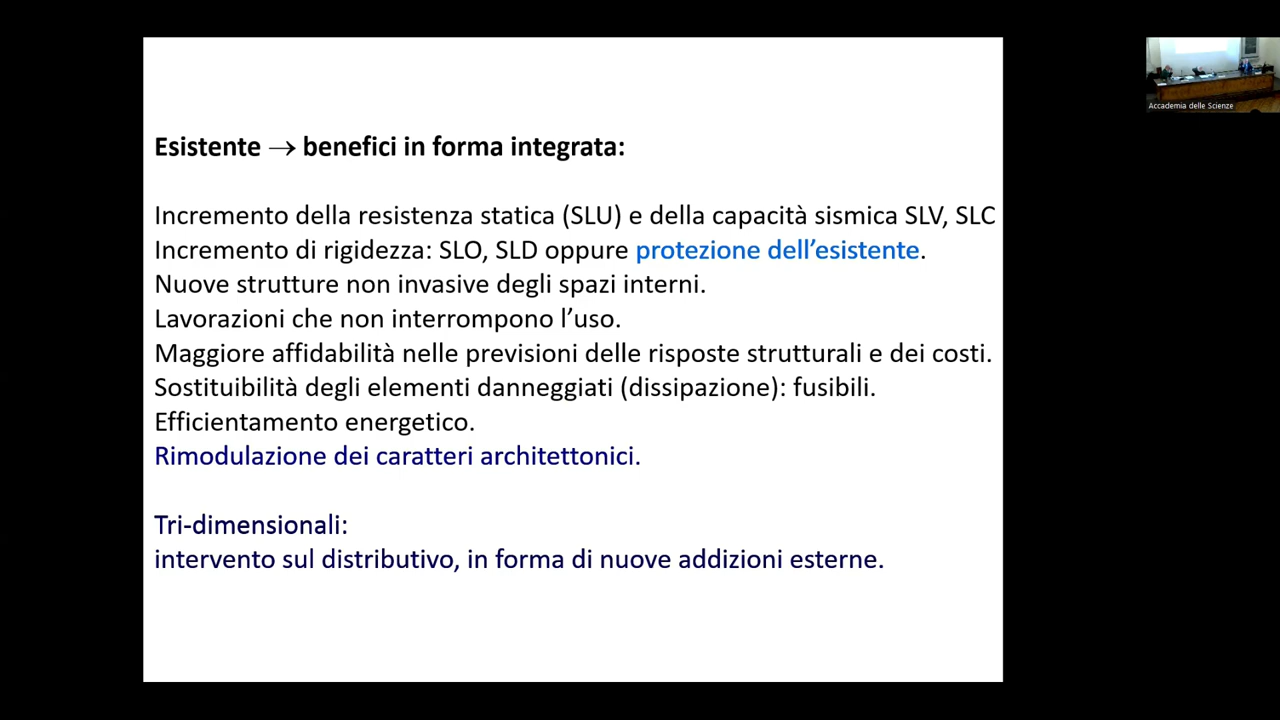 Esistente → benefici in forma integrata:
Incremento della resistenza statica (SLU) e della capacità sismica SLV, SLC
Incremento di rigidezza: SLO, SLD oppure protezione dell’esistente.
Nuove strutture non invasive degli spazi interni.
Lavorazioni che non interrompono l’uso.
Maggiore affidabilità nelle previsioni delle risposte strutturali e dei costi.
Sostituibilità degli elementi danneggiati (dissipazione): fusibili.
Efficientamento energetico.
Rimodulazione dei caratteri architettonici.
Tri-dimensionali:
intervento sul distributivo, in forma di nuove addizioni esterne.
Accademia delle Scienze